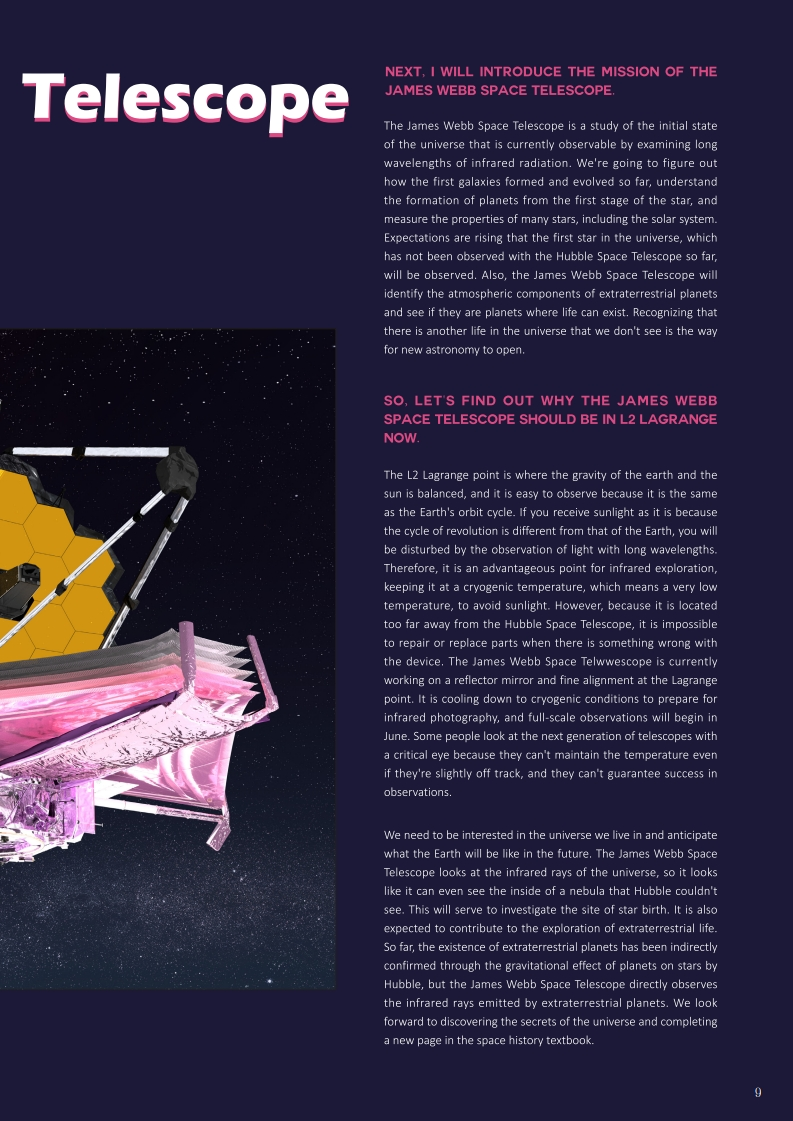 Telescope
NEXT, I WILL INTRODUCE THE MISSION OF THE
JAMES WEBB SPACE TELESCOPE.
The James Webb Space Telescope is a study of the initial state
of the universe that is currently observable by examining long
wavelengths of infrared radiation. We're going to figure out
how the first galaxies formed and evolved so far, understand
the formation of planets from the first stage of the star, and
measure the properties of many stars, including the solar system.
Expectations are rising that the first star in the universe, which
has not been observed with the Hubble Space Telescope so far,
will be observed. Also, the James Webb Space Telescope will
identify the atmospheric components of extraterrestrial planets
and see if they are planets where life can exist. Recognizing that
there is another life in the universe that we don't see is the way
for new astronomy to open.
SO, LET'S FIND OUT WHY THE JAMES WEBB
SPACE TELESCOPE SHOULD BE IN L2 LAGRANGE
NOW.
The L2 Lagrange point is where the gravity of the earth and the
sun is balanced, and it is easy to observe because it is the same
as the Earth's orbit cycle. If you receive sunlight as it is because
the cycle of revolution is different from that of the Earth, you will
be disturbed by the observation of light with long wavelengths.
Therefore, it is an advantageous point for infrared exploration,
keeping it at a cryogenic temperature, which means a very low
temperature, to avoid sunlight. However, because it is located
too far away from the Hubble Space Telescope, it is impossible
to repair or replace parts when there is something wrong with
the device. The James Webb Space Telwwescope is currently
working on a reflector mirror and fine alignment at the Lagrange
point. It is cooling down to cryogenic conditions to prepare for
infrared photography, and full-scale observations will begin in
June. Some people look at the next generation of telescopes with
a critical eye because they can't maintain the temperature even
if they're slightly off track, and they can't guarantee success in
observations.
We need to be interested in the universe we live in and anticipate
what the Earth will be like in the future. The James Webb Space
Telescope looks at the infrared rays of the universe, so it looks
like it can even see the inside of a nebula that Hubble couldn't
see. This will serve to investigate the site of star birth. It is also
expected to contribute to the exploration of extraterrestrial life.
So far, the existence of extraterrestrial planets has been indirectly
confirmed through the gravitational effect of planets on stars by
Hubble, but the James Webb Space Telescope directly observes
the infrared rays emitted by extraterrestrial planets. We look
forward to discovering the secrets of the universe and completing
a new page in the space history textbook.
9